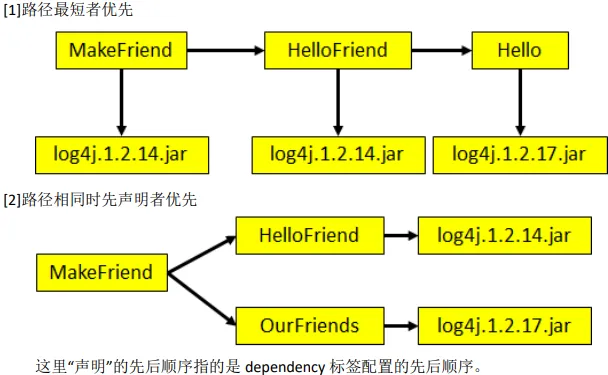 [1]路径最短者优先
MakeFriend HelloFriend Hello
log4j.1.2.14.jar log4j.1.2.14.jar log4j.1.2.17.jar
[2]路径相同时先声明者优先
HelloFriend log4j.1.2.14.jar
MakeFriend
OurFriends log4j.1.2.17.jar
这里“声明”的先后顺序指的是 dependency 标签配置的先后顺序。